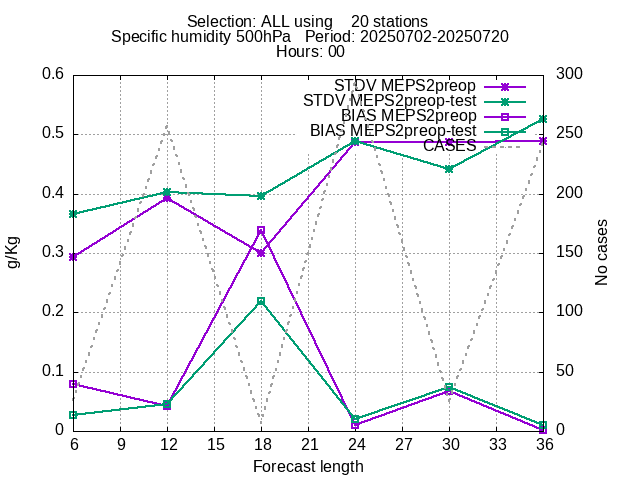 Selection: ALL using    20 stations
Specific humidity 500hPa   Period: 20250702-20250720
Hours: 00
STDV MEPS2preop
STDV MEPS2preop-test
BIAS MEPS2preop
BIAS MEPS2preop-test
CASES
0.6
0.5
0.4
0.3
0.2
0.1
0
g/Kg
300
250
200
150
100
50
0
No cases
6 9 12 15 18 21 24 27 30 33 36
Forecast length